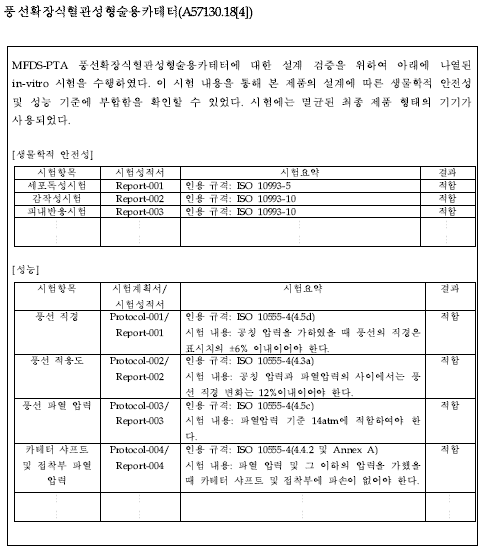 풍선확장식혈관성형술용카테터(A57130.18[4])
MFDS-PTA 풍선확장식혈관성형술용카테터에 대한 설계 검증을 위하여 아래에 나열된
in-vitro 시험을 수행하였다. 이 시험 내용을 통해 본 제품의 설계에 따른 생물학적 안전성
및 성능 기준에 부합함을 확인할 수 있었다. 시험에는 멸균된 최종 제품 형태의 기기가
사용되었다.
[생물학적 안전성]
시험항목 시험성적서 시험요약 결과
세포독성시험 Report-001 인용 규격: ISO 10993-5 적합
감작성시험 Report-002 인용 규격: ISO 10993-10 적합
피내반응시험 Report-003 인용 규격: ISO 10993-10 적합
[성능]
시험항목 시험계획서/ 시험요약 결과
시험성적서
풍선 직경 Protocol-001/ 인용 규격: ISO 10555-4(4.5d) 적합
Report-001 시험 내용: 공칭 압력을 가하였을 때 풍선의 직경은
표시치의 ±6% 이내이어야 한다.
풍선 적용도 Protocol-002/ 인용 규격: ISO 10555-4(4.3a) 적합
Report-002 시험 내용: 공칭 압력과 파열압력의 사이에서는 풍
선 직경 변화는 12%이내이어야 한다.
풍선 파열 압력 Protocol-003/ 인용 규격: ISO 10555-4(4.5c) 적합
Report-003 시험 내용: 파열압력 기준 14atm에 적합하여야 한
다.
카테터 샤프트 Protocol-004/ 인용 규격: ISO 10555-4(4.4.2 및 Annex A) 적합
및 접착부 파열 Report-004 시험 내용: 파열 압력 및 그 이하의 압력을 가했을
압력 때 카테터 샤프트 및 접착부에 파손이 없어야 한다.